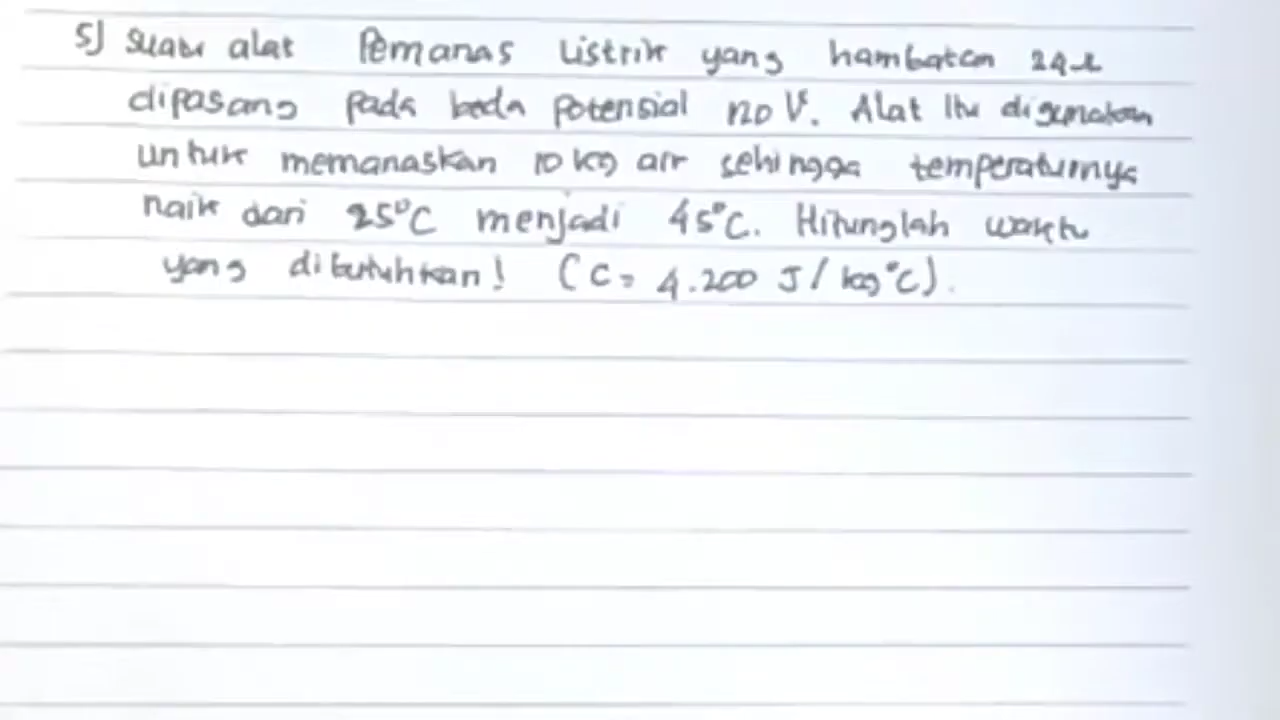 5) Suatu alat Pemanas Listrik yang hambatan 24 Ω
dipasang pada beda potensial 120 V. Alat Itu digunakan
untuk memanaskan 10 kg air sehingga temperaturnya
naik dari 25°C menjadi 45°C. Hitunglah waktu
yang dibutuhkan! (C = 4.200 J/kg°C).